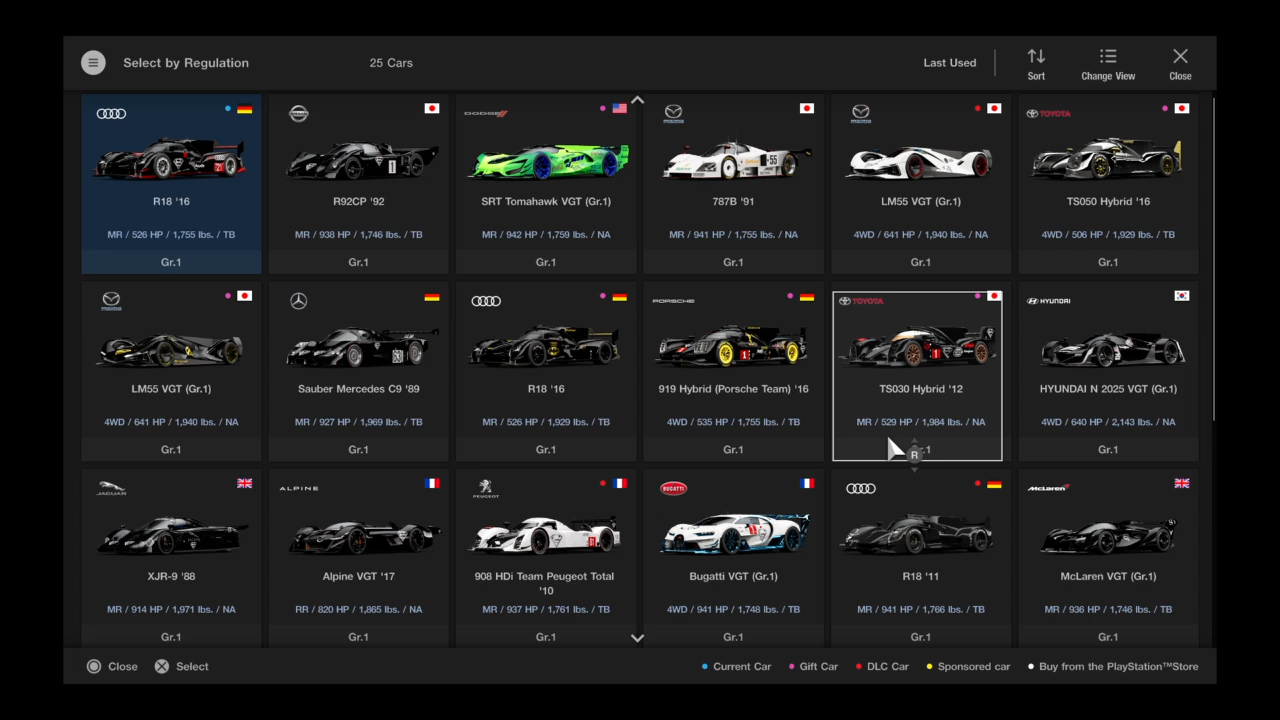 Select by Regulation
25 Cars
Last Used
Sort
Change View
Close
R18 '16
MR / 526 HP / 1,755 lbs. / TB
Gr.1
NISSAN
1
R92CP '92
MR / 938 HP / 1,746 lbs. / TB
Gr.1
DODGE
SRT Tomahawk VGT (Gr.1)
MR / 942 HP / 1,759 lbs. / NA
Gr.1
55
787B '91
MR / 941 HP / 1,755 lbs. / NA
Gr.1
LM55 VGT (Gr.1)
4WD / 641 HP / 1,940 lbs. / NA
Gr.1
TOYOTA
TS050 Hybrid '16
4WD / 506 HP / 1,929 lbs. / TB
Gr.1
LM55 VGT (Gr.1)
4WD / 641 HP / 1,940 lbs. / NA
Gr.1
Sauber Mercedes C9 '89
MR / 927 HP / 1,969 lbs. / TB
Gr.1
R18 '16
MR / 526 HP / 1,929 lbs. / TB
Gr.1
PORSCHE
1
919 Hybrid (Porsche Team) '16
4WD / 535 HP / 1,755 lbs. / TB
Gr.1
TOYOTA
1
TS030 Hybrid '12
MR / 529 HP / 1,984 lbs. / NA
R
HYUNDAI
HYUNDAI N 2025 VGT (Gr.1)
4WD / 640 HP / 2,143 lbs. / NA
Gr.1
JAGUAR
XJR-9 '88
MR / 914 HP / 1,971 lbs. / NA
Gr.1
ALPINE
Alpine VGT '17
RR / 820 HP / 1,865 lbs. / NA
Gr.1
PEUGEOT
908 HDi Team Peugeot Total
'10
MR / 937 HP / 1,761 lbs. / TB
Gr.1
BUGATTI
Bugatti VGT (Gr.1)
4WD / 941 HP / 1,748 lbs. / TB
Gr.1
R18 '11
MR / 941 HP / 1,766 lbs. / TB
Gr.1
McLaren
McLaren VGT (Gr.1)
MR / 936 HP / 1,746 lbs. / TB
Gr.1
Close
Select
Current Car
Gift Car
DLC Car
Sponsored car
Buy from the PlayStation™Store